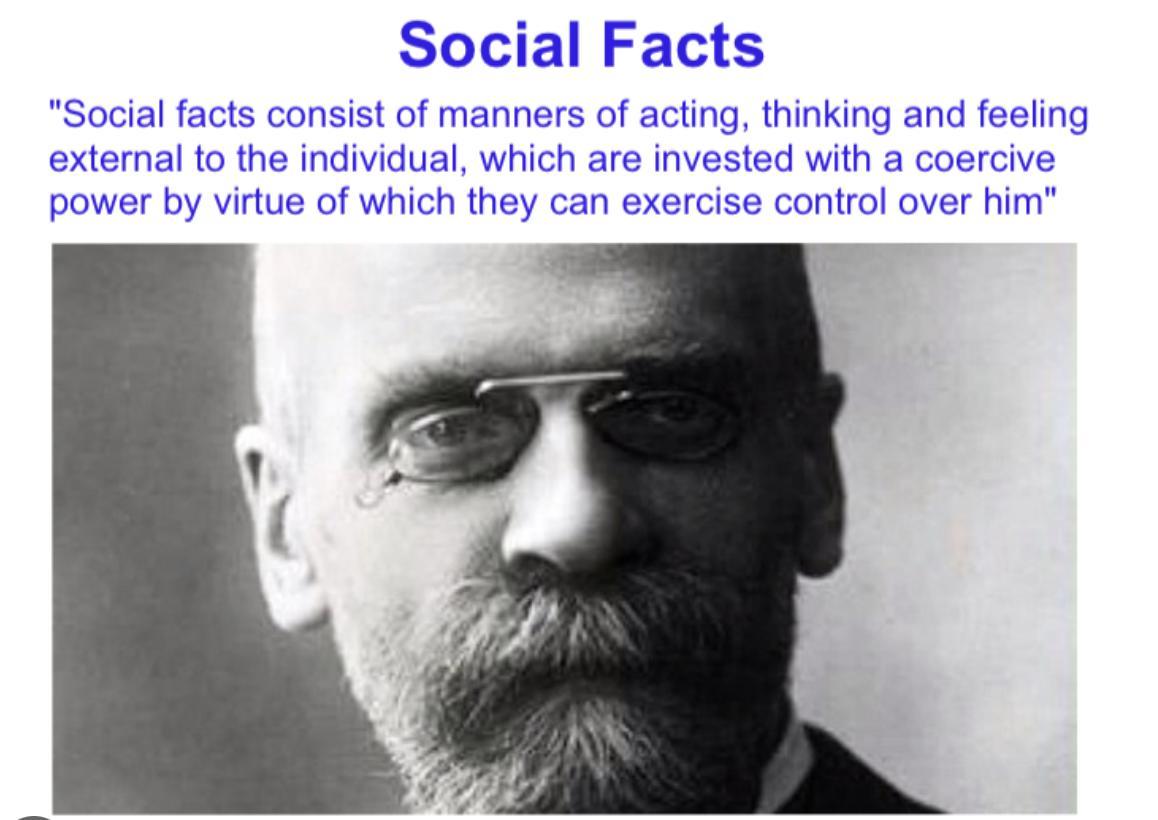 Social Facts
"Social facts consist of manners of acting, thinking and feeling
external to the individual, which are invested with a coercive
power by virtue of which they can exercise control over him"